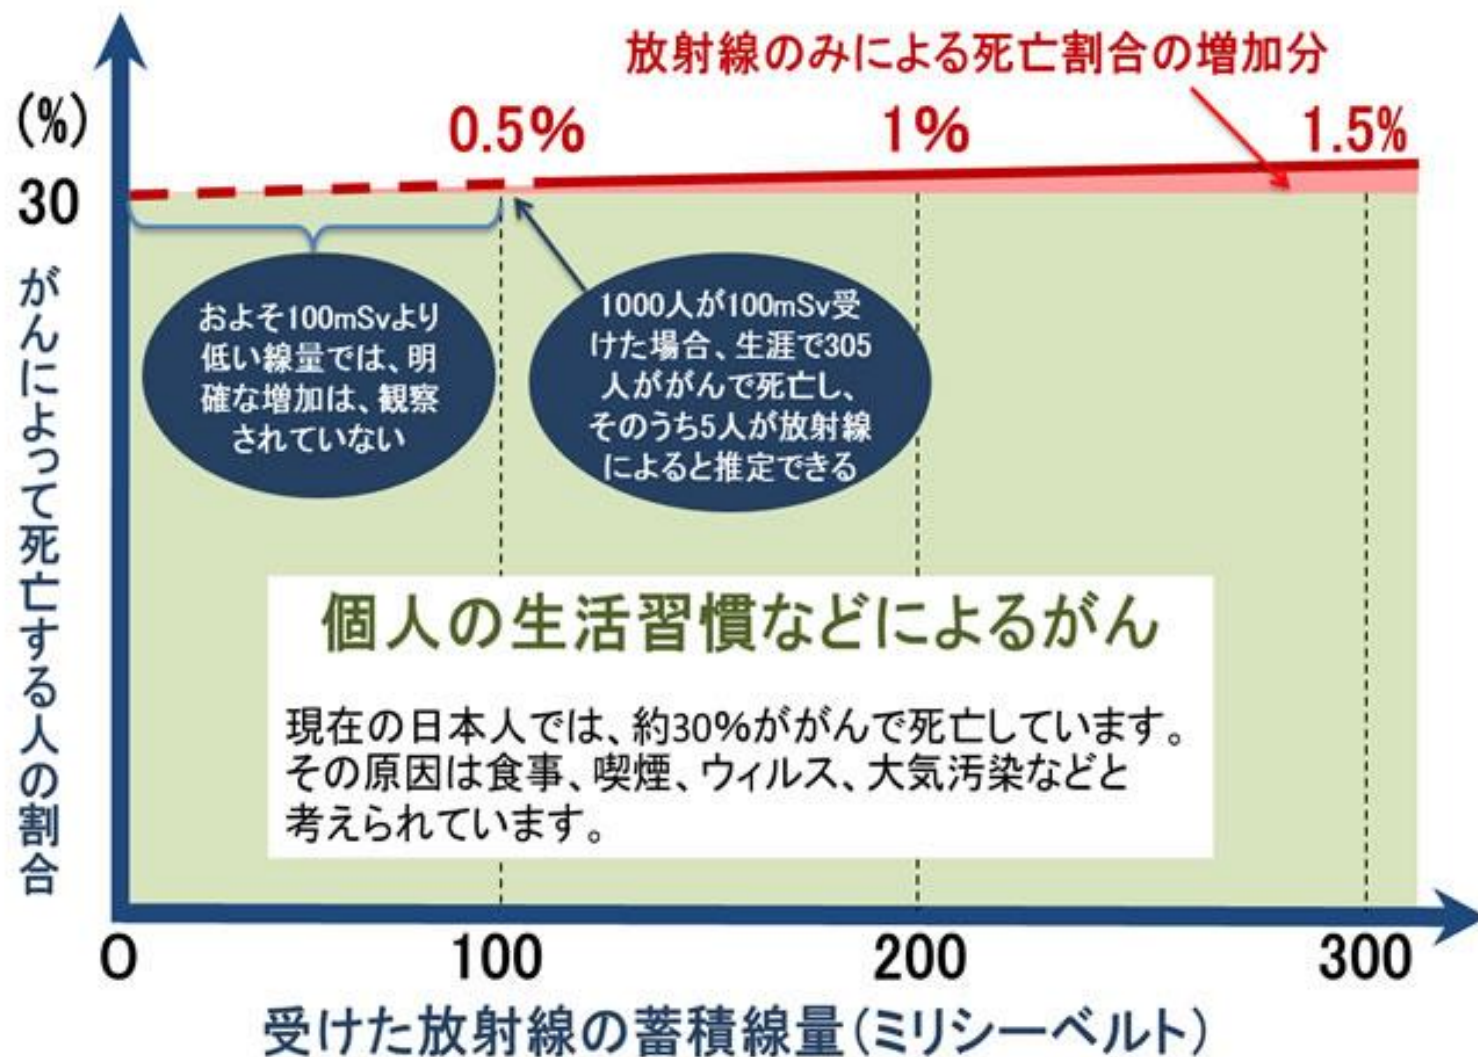 放射線のみによる死亡割合の増加分
(%)
0.5%
1%
1.5%
30
がんによって死亡する人の割合
およそ100mSvより
低い線量では、明
確な増加は、観察
されていない
1000人が100mSv受
けた場合、生涯で305
人ががんで死亡し、
そのうち5人が放射線
によると推定できる
個人の生活習慣などによるがん
現在の日本人では、約30%ががんで死亡しています。
その原因は食事、喫煙、ウィルス、大気汚染などと
考えられています。
0
100
200
300
受けた放射線の蓄積線量(ミリシーベルト)